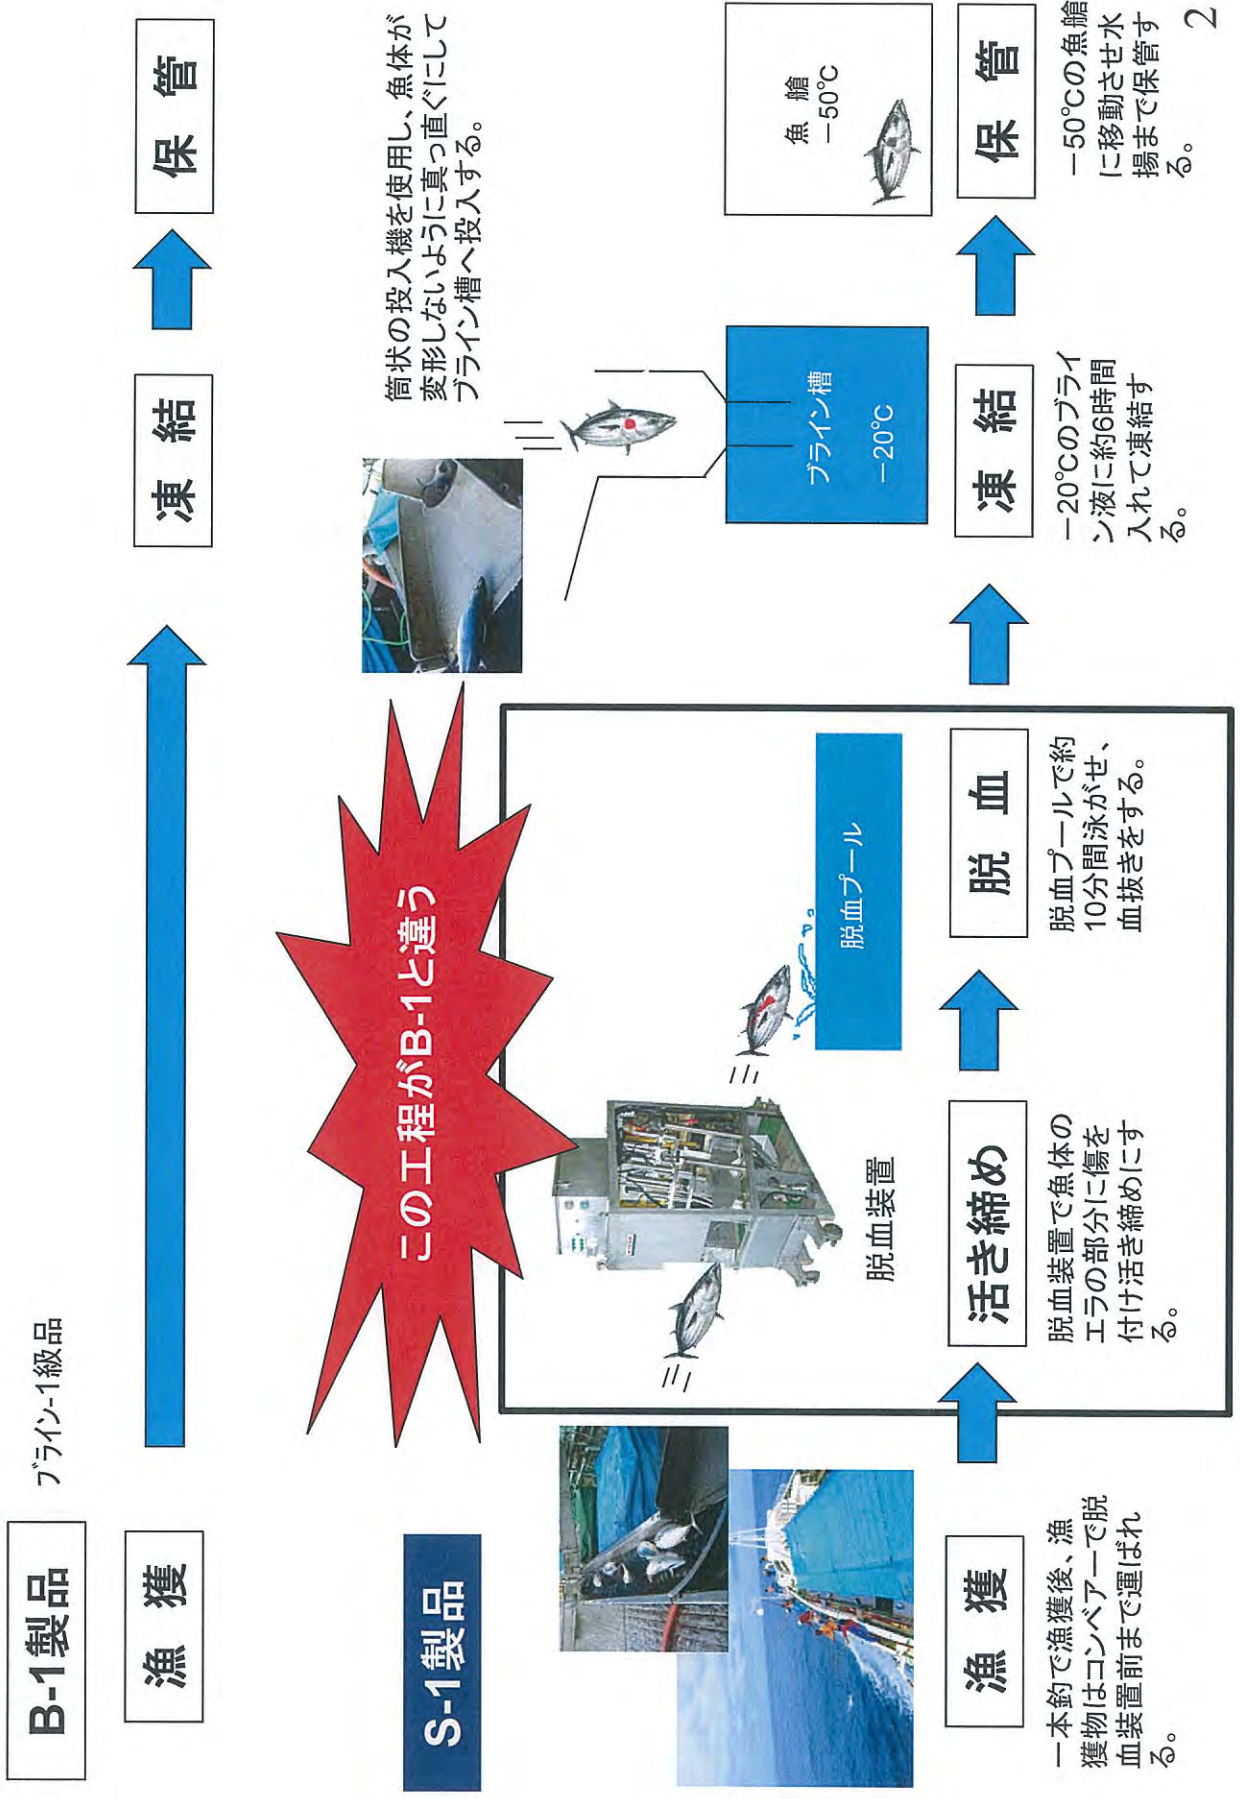 B-1製品
ブライン-1級品
漁 獲
凍 結
保 管
S-1製品
この工程がB-1と違う
筒状の投入機を使用し、魚体が
変形しないように真っ直ぐにして
ブライン槽へ投入する。
脱血装置
脱血プール
ブライン槽
－20℃
魚 艙
－50℃
漁 獲
活き締め
脱 血
凍 結
保 管
一本釣で漁獲後、漁
獲物はコンベアーで脱
血装置前まで運ばれ
る。
脱血装置で魚体の
エラの部分に傷を
付け活き締めにす
る。
脱血プールで約
10分間泳がせ、
血抜きをする。
－20℃のブライ
ン液に約6時間
入れて凍結す
る。
－50℃の魚艙
に移動させ水
揚まで保管す
る。
2